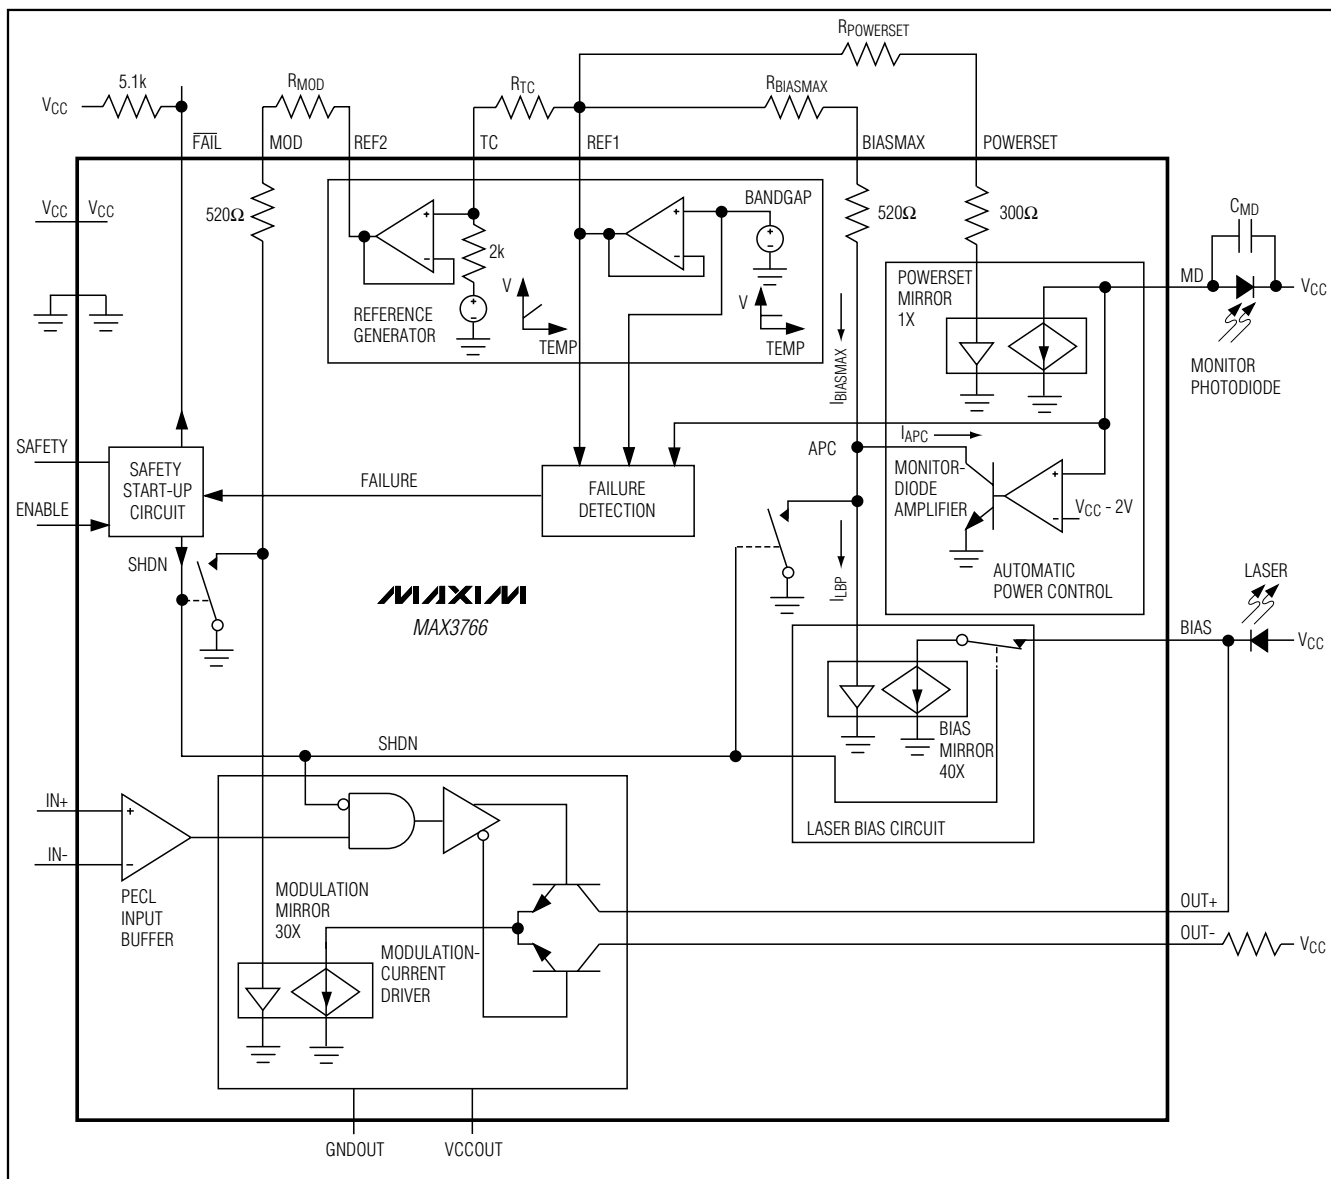 RPOWERSET
5.1k
VCC
RMOD
RTC
RBIASMAX
FAIL
MOD
REF2
TC
REF1
BIASMAX
POWERSET
VCC
VCC
520Ω
+
-
2k
+
-
V
TEMP
REFERENCE
GENERATOR
+
-
BANDGAP
+
-
V
TEMP
520Ω
300Ω
CMD
POWERSET
MIRROR
1X
MD
VCC
MONITOR
PHOTODIODE
IBIASMAX
SAFETY
ENABLE
SAFETY
START-UP
CIRCUIT
FAILURE
FAILURE
DETECTION
APC
IAPC
MONITOR-
DIODE
AMPLIFIER
+
-
VCC - 2V
AUTOMATIC
POWER CONTROL
SHDN
MAXIM
MAX3766
ILBP
LASER
BIAS
VCC
SHDN
BIAS
MIRROR
40X
LASER BIAS CIRCUIT
IN+
IN-
+
-
PECL
INPUT
BUFFER
MODULATION
MIRROR
30X
MODULATION-
CURRENT
DRIVER
OUT+
OUT-
VCC
GNDOUT
VCCOUT